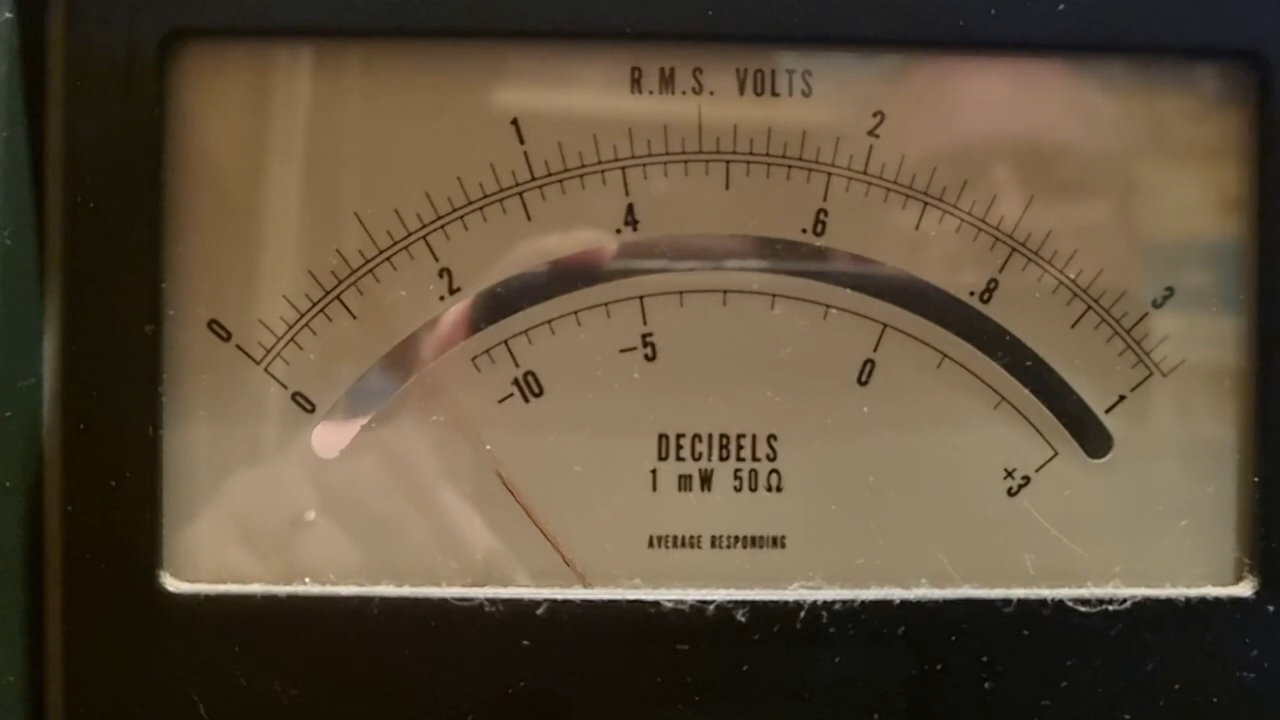 R.M.S. VOLTS
0 1 2 3
0 .2 .4 .6 .8 1
-10 -5 0 +3
DECIBELS
1 mW 50Ω
AVERAGE RESPONDING